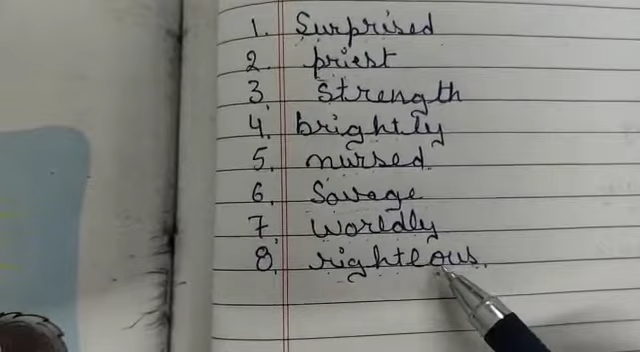 1. Surprised
2. priest
3. Strength
4. brightly
5. nursed
6. Savage
7. Worldly
8. righteous.